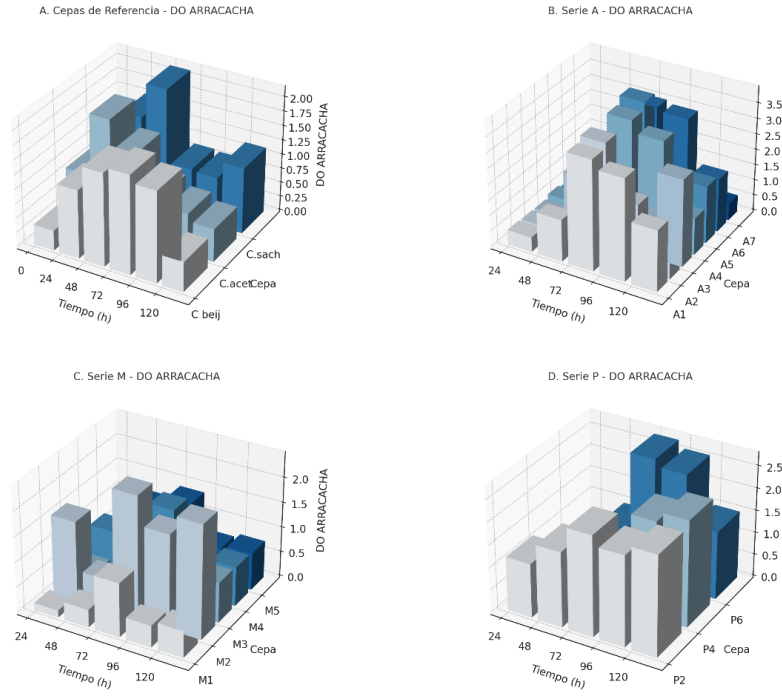 A. Cepas de Referencia - DO ARRACACHA
2.00
1.75
1.50
1.25
1.00
0.75
0.50
0.25
0.00
DO ARRACACHA
0
24
48
72
96
120
Tiempo (h)
C beij
C.acet
C.sach
Cepa
B. Serie A - DO ARRACACHA
3.5
3.0
2.5
2.0
1.5
1.0
0.5
0.0
24
48
72
96
120
Tiempo (h)
A1
A2
A3
A4
A5
A6
A7
Cepa
C. Serie M - DO ARRACACHA
2.0
1.5
1.0
0.5
0.0
DO ARRACACHA
24
48
72
96
120
Tiempo (h)
M1
M2
M3
M4
M5
Cepa
D. Serie P - DO ARRACACHA
2.5
2.0
1.5
1.0
0.5
0.0
24
48
72
96
120
Tiempo (h)
P2
P4
P6
Cepa